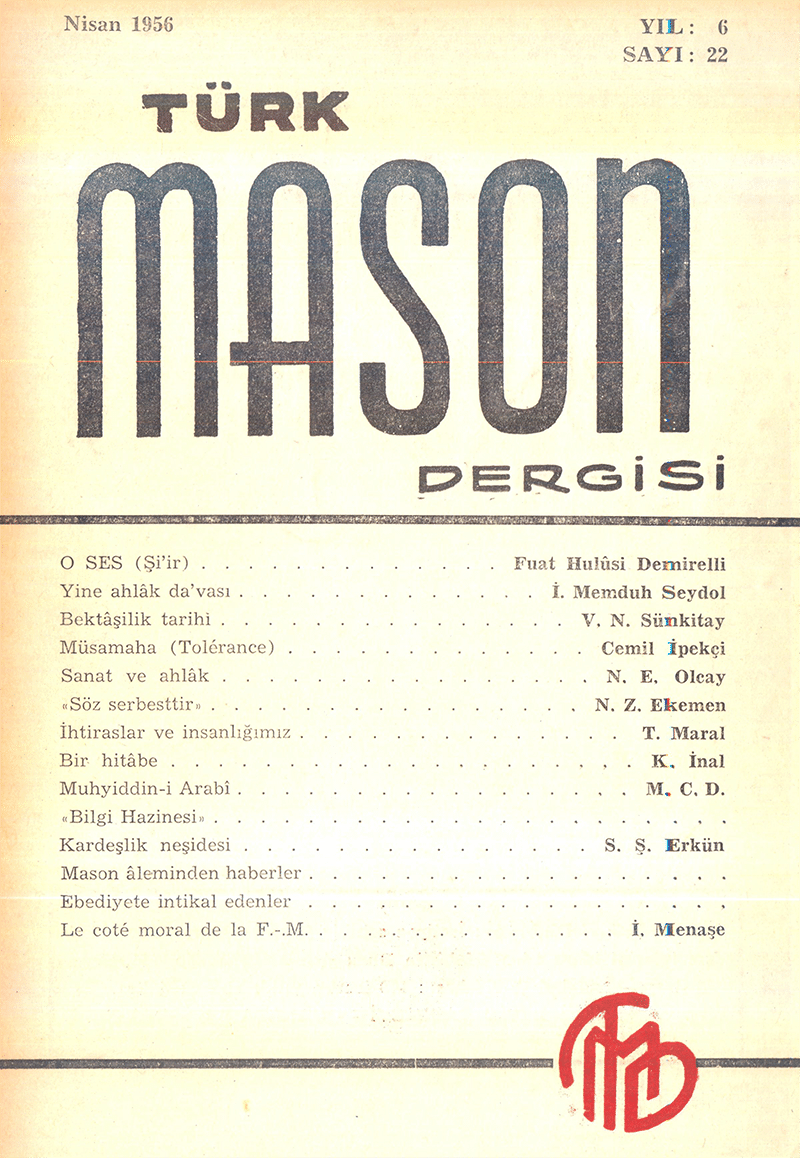 Nisan 1956
YIL: 6
SAYI: 22
TÜRK
MASON
DERGİSİ
O SES (Şi'ir) . . . . . . . . . . . . . Fuat Hulûsi Demirelli
Yine ahlâk da'vası . . . . . . . . . . . . . İ. Memduh Seydol
Bektâşilik tarihi . . . . . . . . . . . . . . . V. N. Sünkitay
Müsamaha (Tolérance) . . . . . . . . . . . . Cemil İpekçi
Sanat ve ahlâk . . . . . . . . . . . . . . . . N. E. Olcay
«Söz serbesttir» . . . . . . . . . . . . . . . . N. Z. Ekemen
İhtiraslar ve insanlığımız . . . . . . . . . . . . . T. Maral
Bir hitâbe . . . . . . . . . . . . . . . . . . . . K. İnal
Muhyiddin-i Arabî . . . . . . . . . . . . . . . . . M. C. D.
«Bilgi Hazinesi» . . . . . . . . . . . . . . . . . . . . . .
Kardeşlik neşidesi . . . . . . . . . . . . . . . S. Ş. Erkün
Mason âleminden haberler . . . . . . . . . . . . . . . . .
Ebediyete intikal edenler . . . . . . . . . . . . . . . . .
Le coté moral de la F.-.M. . . . . . . . . . . . . İ. Menaşe
TMD